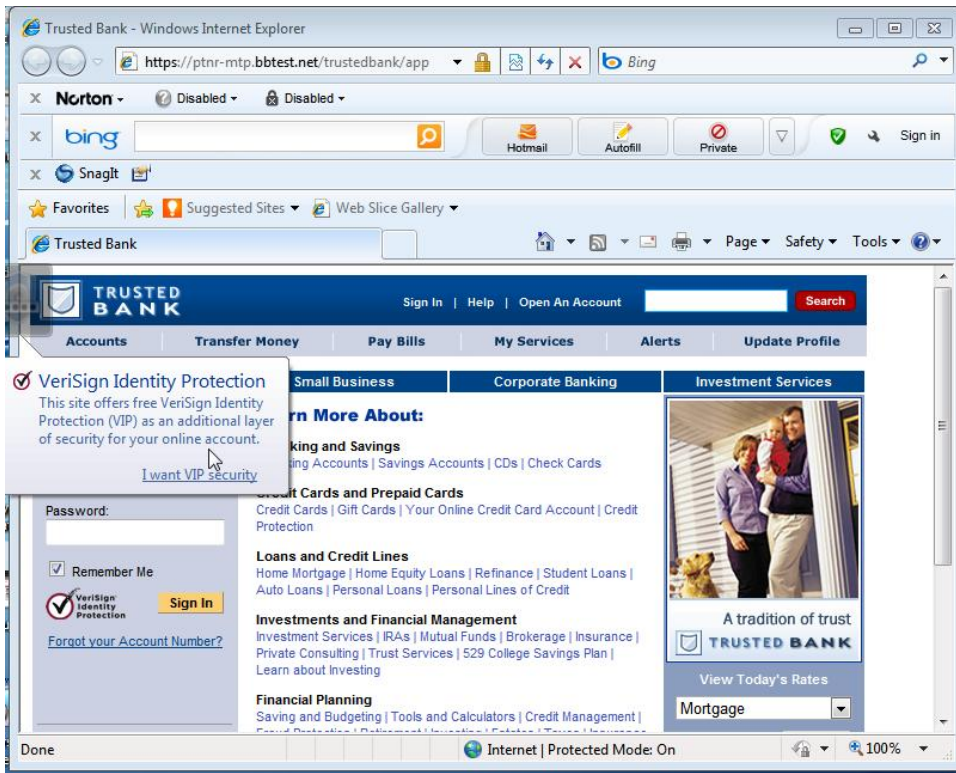 Trusted Bank - Windows Internet Explorer
https://ptnr-mtp.bbtest.net/trustedbank/app
Bing
x Norton - Disabled Disabled
x bing Hotmail Autofill Private Sign in
x SnagIt
Favorites Suggested Sites Web Slice Gallery
Trusted Bank Page Safety Tools
TRUSTED
BANK
Sign In | Help | Open An Account Search
Accounts Transfer Money Pay Bills My Services Alerts Update Profile
VeriSign Identity Protection
This site offers free VeriSign Identity
Protection (VIP) as an additional layer
of security for your online account.
I want VIP security
Password:
Remember Me
VeriSign
Identity
Protection
Sign In
Forgot your Account Number?
Small Business Corporate Banking Investment Services
More About:
and Savings
Accounts | Savings Accounts | CDs | Check Cards
Credit Cards and Prepaid Cards
Credit Cards | Gift Cards | Your Online Credit Card Account | Credit
Protection
Loans and Credit Lines
Home Mortgage | Home Equity Loans | Refinance | Student Loans |
Auto Loans | Personal Loans | Personal Lines of Credit
Investments and Financial Management
Investment Services | IRAs | Mutual Funds | Brokerage | Insurance |
Private Consulting | Trust Services | 529 College Savings Plan |
Learn about Investing
Financial Planning
Saving and Budgeting | Tools and Calculators | Credit Management |
A tradition of trust
TRUSTED BANK
View Today's Rates
Mortgage
Done Internet | Protected Mode: On 100%